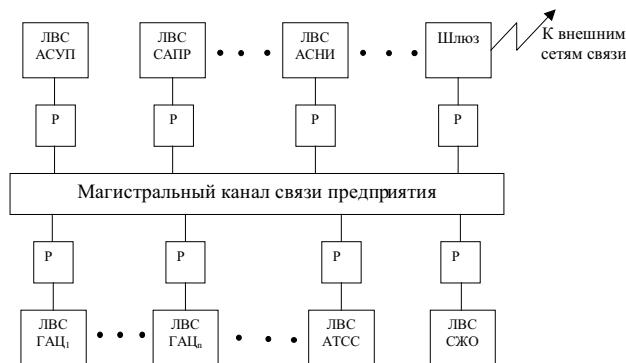 ЛВС
АСУП
ЛВС
САПР
ЛВС
АСНИ
Шлюз
К внешним
сетям связи
Р
Р
Р
Р
Магистральный канал связи предприятия
Р
Р
Р
Р
ЛВС
ГАЦ₁
ЛВС
ГАЦₙ
ЛВС
АТСС
ЛВС
СЖО